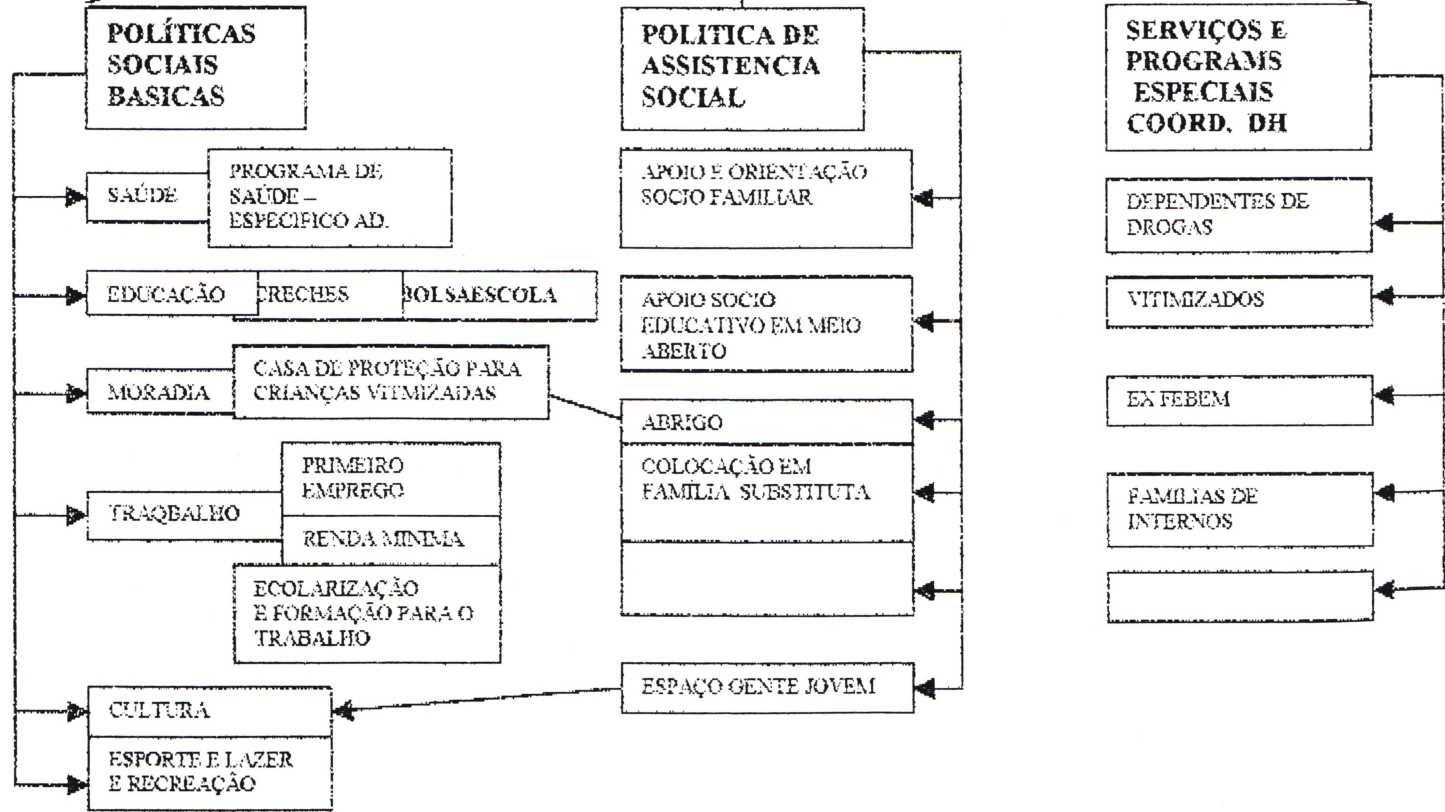 POLÍTICAS
SOCIAIS
BASICAS
SAÚDE
PROGRAMA DE
SAÚDE –
ESPECIFICO AD.
EDUCAÇÃO
CRECHES
BOLSAESCOLA
MORADIA
CASA DE PROTEÇÃO PARA
CRIANÇAS VITMIZADAS
TRAQBALHO
PRIMEIRO
EMPREGO
RENDA MINIMA
ECOLARIZAÇÃO
E FORMAÇÃO PARA O
TRABALHO
CULTURA
ESPORTE E LAZER
E RECREAÇÃO
POLITICA DE
ASSISTENCIA
SOCIAL
APOIO E ORIENTAÇÃO
SOCIO FAMILIAR
APOIO SOCIO
EDUCATIVO EM MEIO
ABERTO
ABRIGO
COLOCAÇÃO EM
FAMÍLIA SUBSTITUTA
ESPAÇO GENTE JOVEM
SERVIÇOS E
PROGRAMS
ESPECIAIS
COORD. DH
DEPENDENTES DE
DROGAS
VITIMIZADOS
EX FEBEM
FAMILIAS DE
INTERNOS